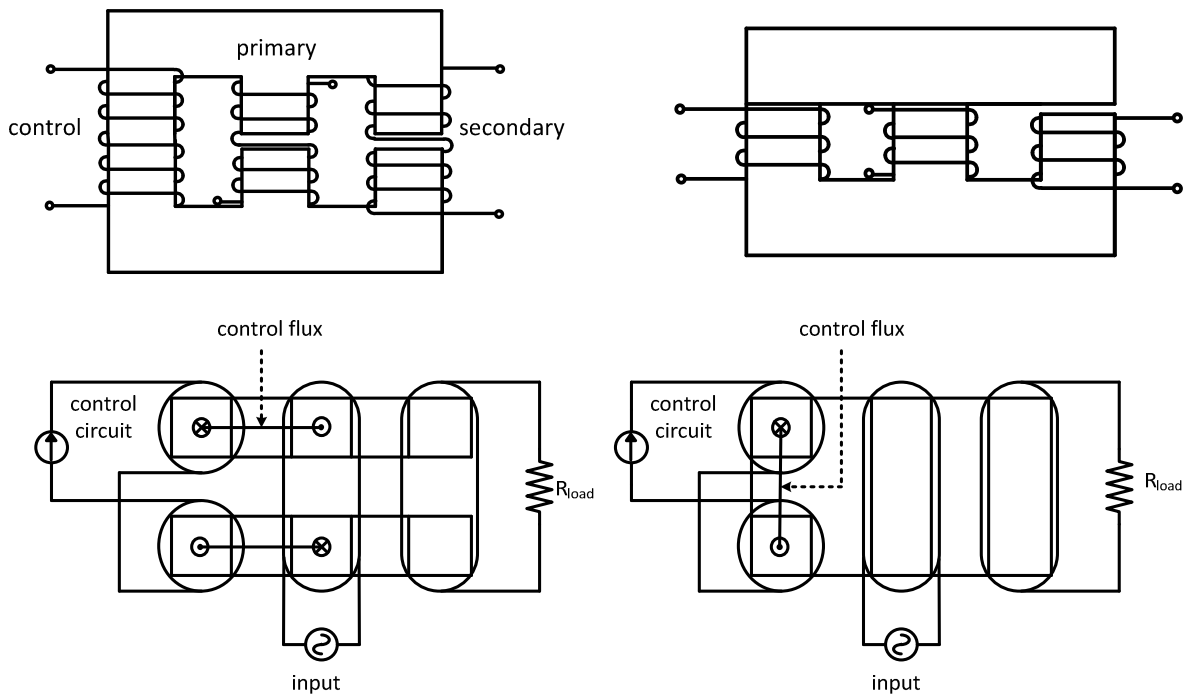 primary
control
secondary
control flux
control flux
control
circuit
control
circuit
Rload
Rload
input
input